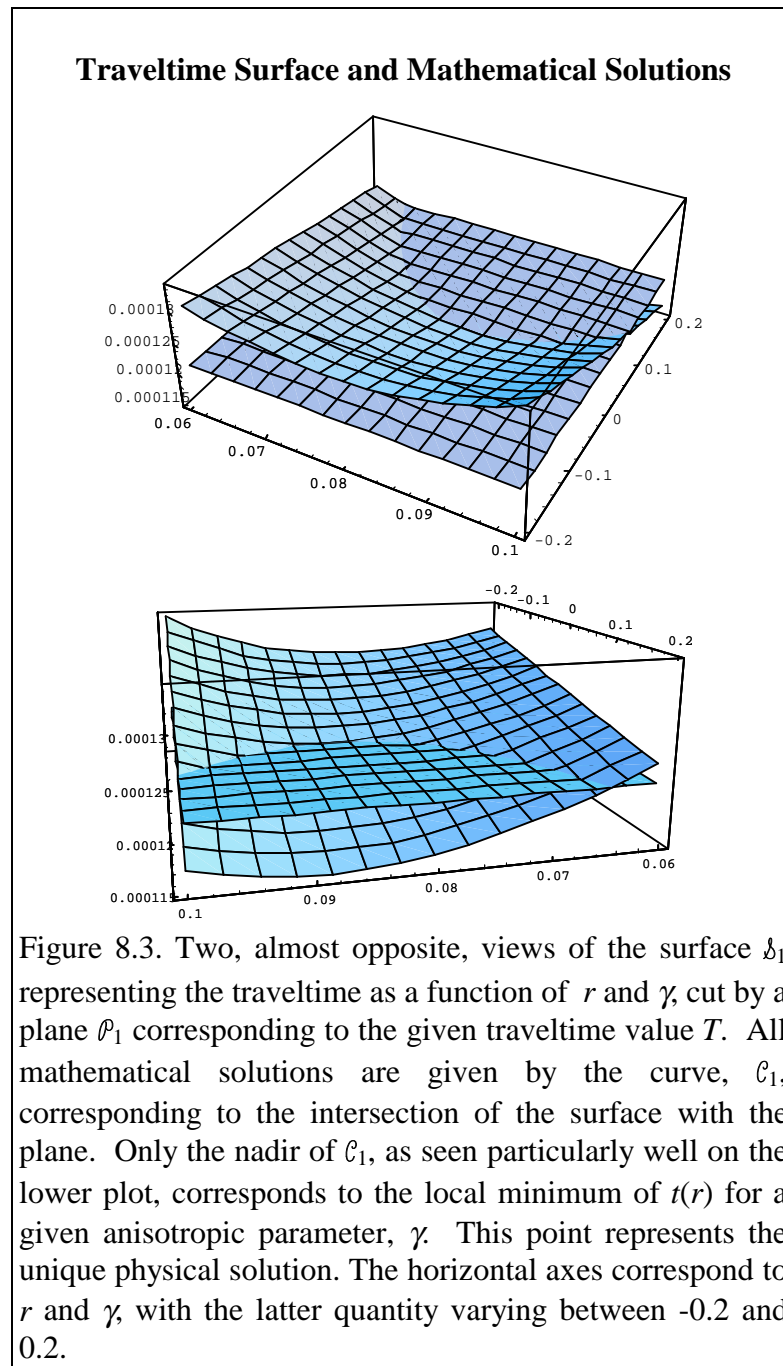 Traveltime Surface and Mathematical Solutions
0.00013
0.000125
0.00012
0.000115
0.06
0.07
0.08
0.09
0.1
0.2
0.1
0
-0.1
-0.2
-0.2
-0.1
0
0.1
0.2
0.00013
0.000125
0.00012
0.000115
0.1
0.09
0.08
0.07
0.06
Figure 8.3. Two, almost opposite, views of the surface 𝒮₁
representing the traveltime as a function of r and γ, cut by a
plane 𝒫₁ corresponding to the given traveltime value T. All
mathematical solutions are given by the curve, 𝒞₁,
corresponding to the intersection of the surface with the
plane. Only the nadir of 𝒞₁, as seen particularly well on the
lower plot, corresponds to the local minimum of t(r) for a
given anisotropic parameter, γ. This point represents the
unique physical solution. The horizontal axes correspond to
r and γ, with the latter quantity varying between -0.2 and
0.2.